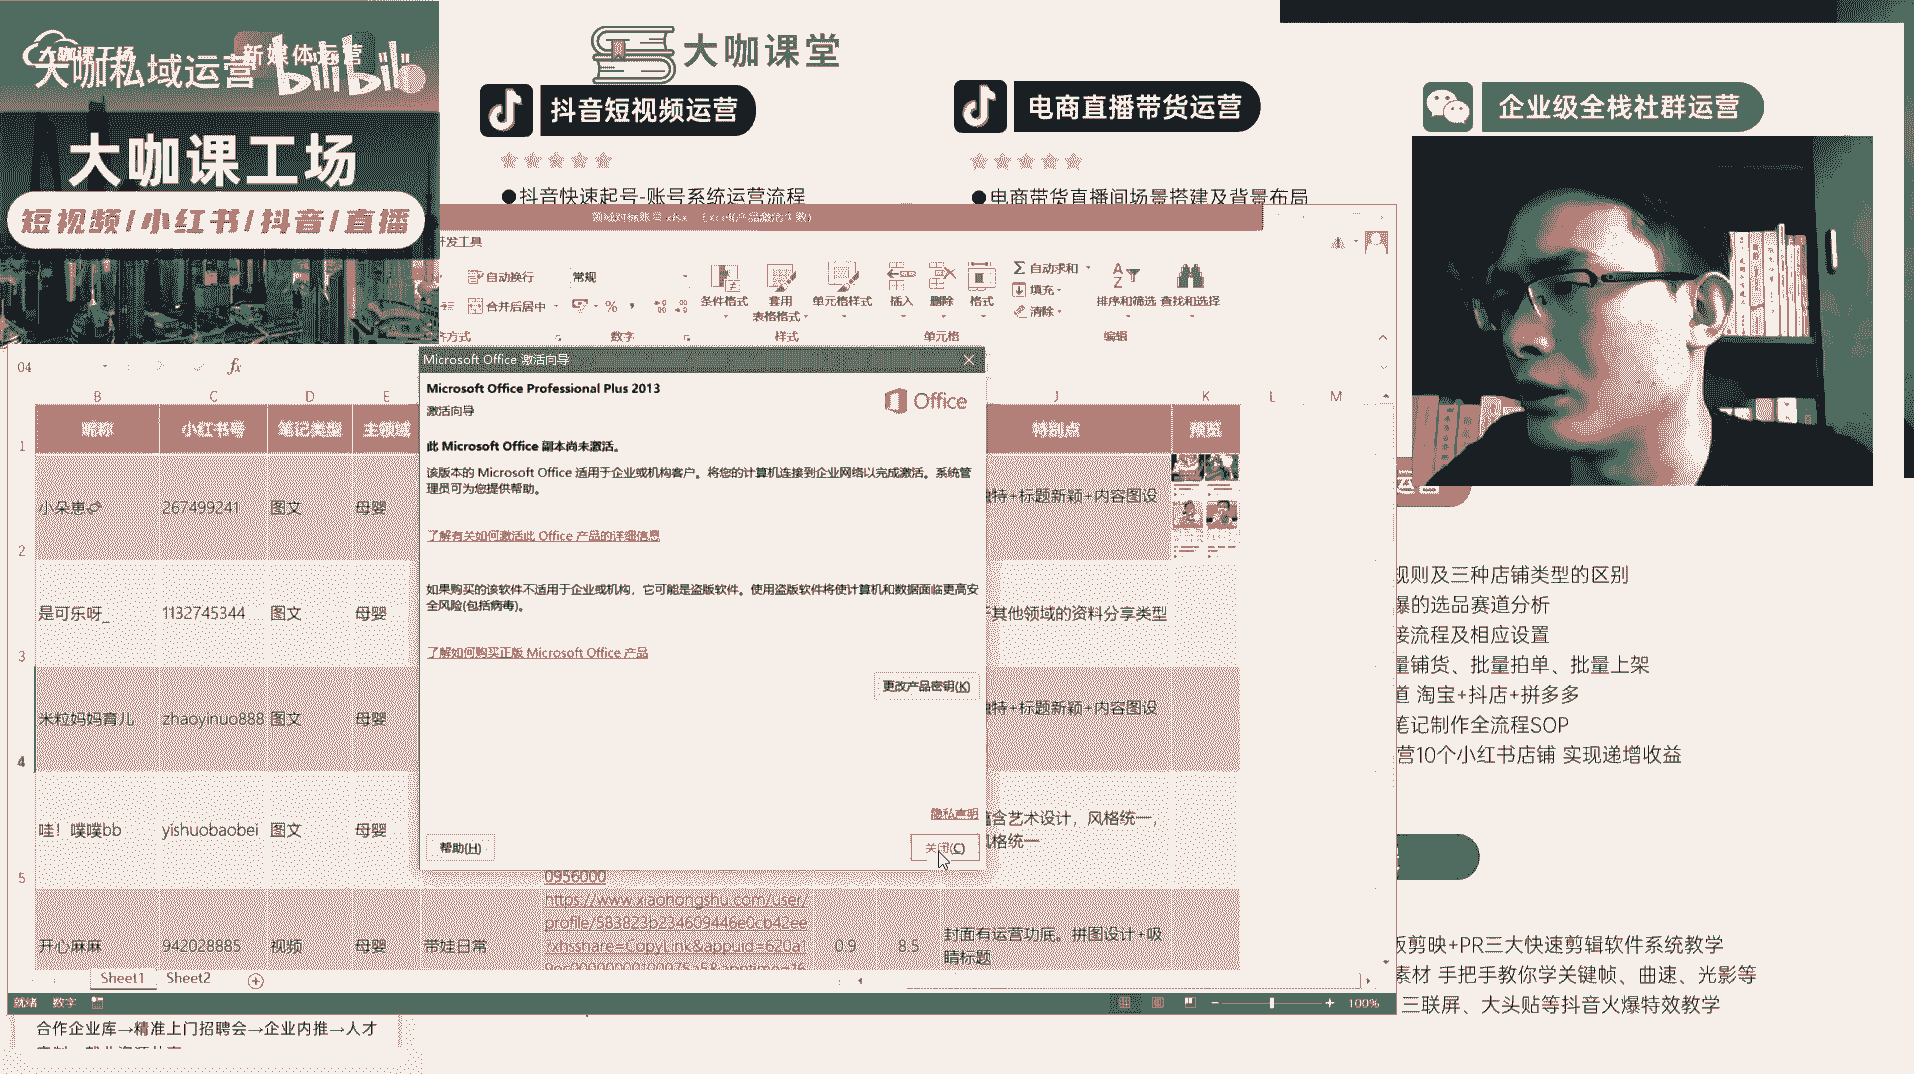 大咖课工场
新媒体运营
大咖私域运营
bilibili
大咖课工场
短视频/小红书/抖音/直播
大咖课堂
抖音短视频运营
●抖音快速起号-账号系统运营流程
电商直播带货运营
●电商带货直播间场景搭建及背景布局
企业级全栈社群运营
开发工具
自动换行
常规
合并后居中
条件格式
套用
表格格式
单元格样式
插入
删除
格式
自动求和
填充
清除
排序和筛选
查找和选择
齐方式
数字
样式
单元格
编辑
O4
fx
B C D E J K L M
昵称 小红书号 笔记类型 主领域 特别点 预览
1
小朵崽 267499241 图文 母婴
独特+标题新颖+内容图设
2
是可乐呀_ 1132745344 图文 母婴
其他领域的资料分享类型
3
米粒妈妈育儿 zhaoyinuo888 图文 母婴
独特+标题新颖+内容图设
4
哇！噗噗bb yishuobaobei 图文 母婴
含艺术设计，风格统一，
风格统一
5
0956000
开心麻麻 942028885 视频 母婴 带娃日常
https://www.xiaohongshu.com/user/
profile/583823b234609446e0cb42ee
?xhsshare=CopyLink&appuid=620a1
0.9 8.5
封面有运营功底。拼图设计+吸
睛标题
Sheet1 Sheet2
就绪 数字
100%
Microsoft Office 激活向导
Microsoft Office Professional Plus 2013
激活向导
Office
此 Microsoft Office 副本尚未激活。
该版本的 Microsoft Office 适用于企业或机构客户。将您的计算机连接到企业网络以完成激活。系统管
理员可为您提供帮助。
了解有关如何激活此 Office 产品的详细信息
如果购买的该软件不适用于企业或机构，它可能是盗版软件。使用盗版软件将使计算机和数据面临更高安
全风险(包括病毒)。
了解如何购买正版 Microsoft Office 产品
更改产品密钥(K)
隐私声明
帮助(H)
关闭(C)
运营
规则及三种店铺类型的区别
爆的选品赛道分析
接流程及相应设置
量铺货、批量拍单、批量上架
道 淘宝+抖店+拼多多
笔记制作全流程SOP
营10个小红书店铺 实现递增收益
版剪映+PR三大快速剪辑软件系统教学
素材 手把手教你学关键帧、曲速、光影等
三联屏、大头贴等抖音火爆特效教学
合作企业库→精准上门招聘会→企业内推→人才